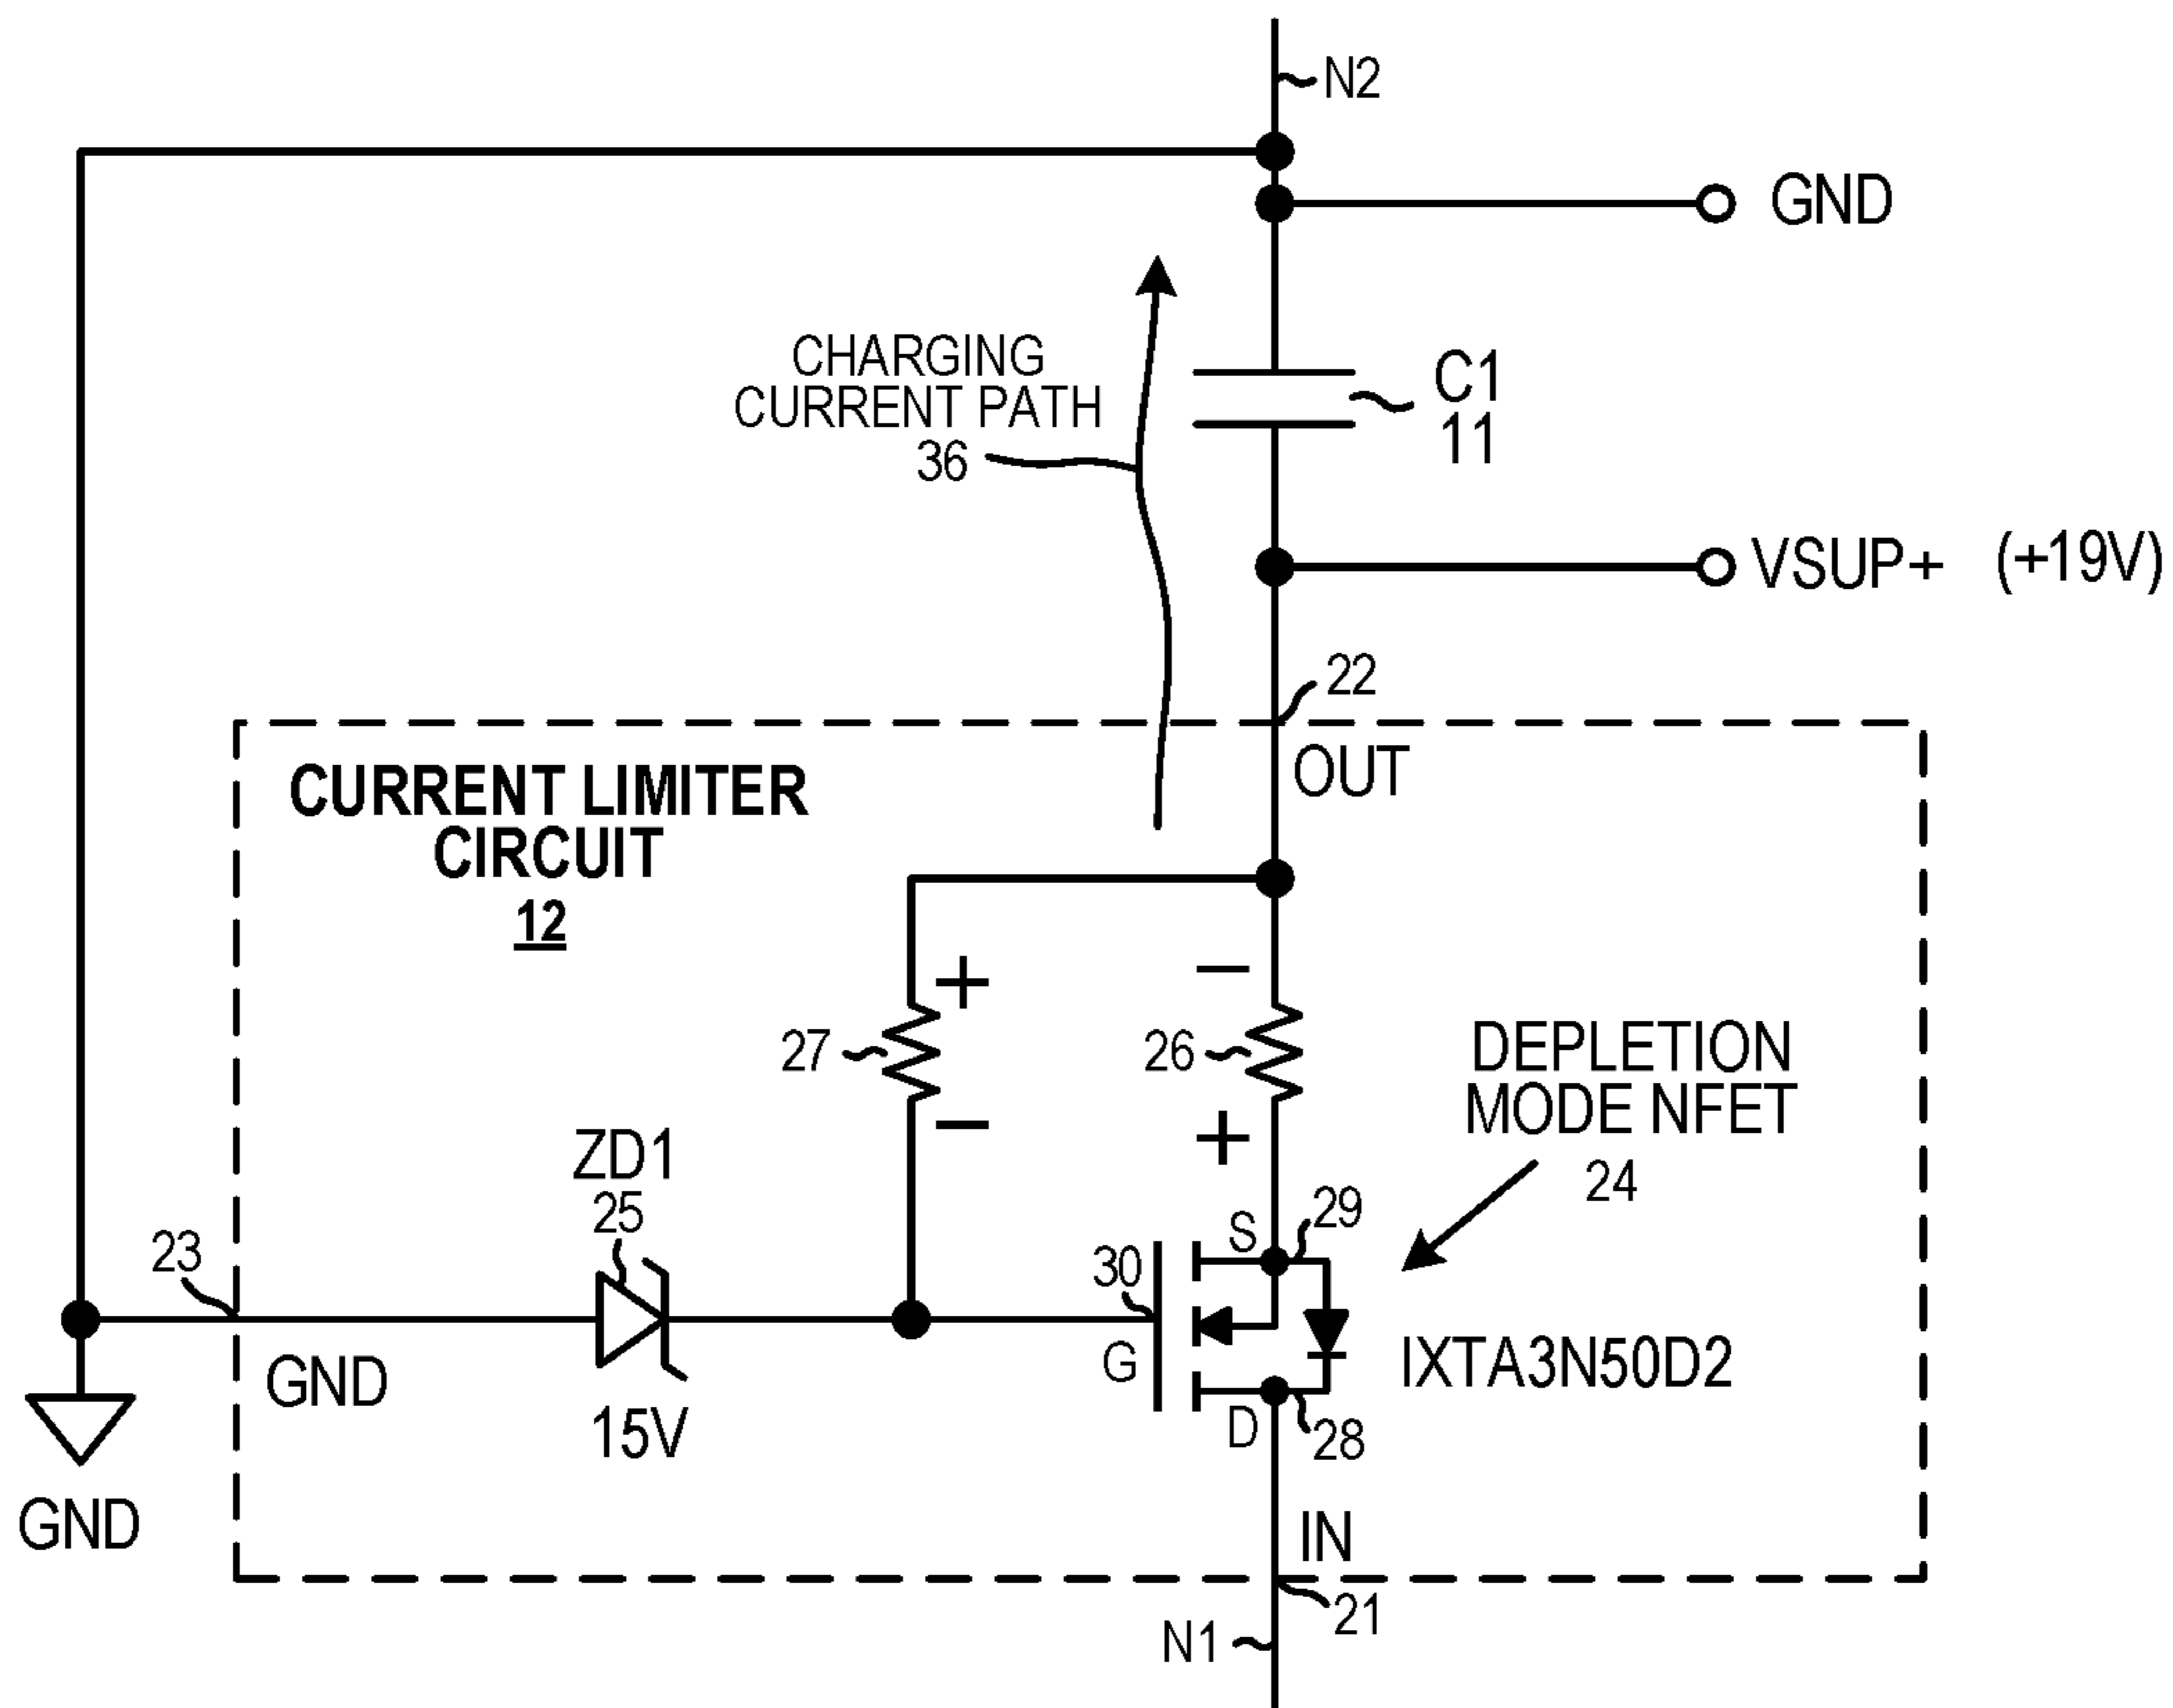 N2
GND
CHARGING
CURRENT PATH
36
C1
11
VSUP+ (+19V)
22
OUT
CURRENT LIMITER
CIRCUIT
12
+
−
27
26
DEPLETION
MODE NFET
24
−
+
ZD1
25
S
29
23
30
GND
G
IXTA3N50D2
15V
D
28
GND
IN
21
N1